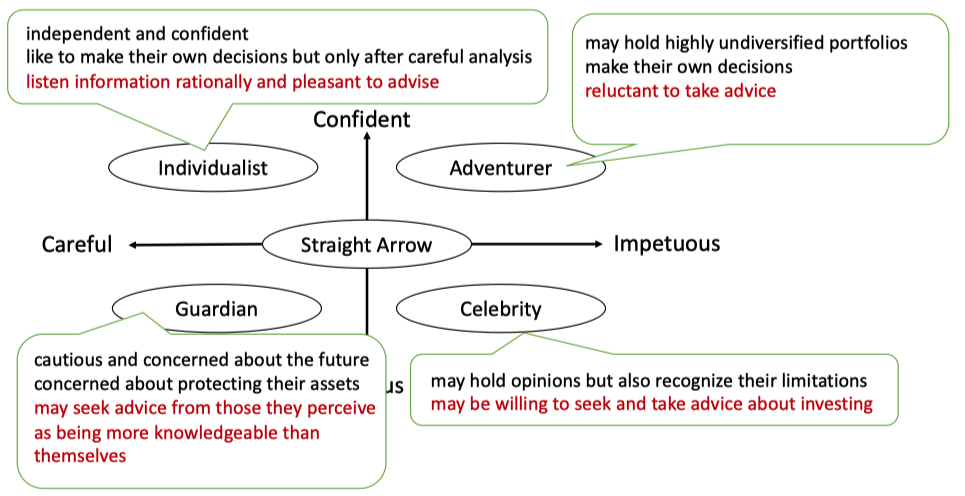 independent and confident
like to make their own decisions but only after careful analysis
listen information rationally and pleasant to advise
may hold highly undiversified portfolios
make their own decisions
reluctant to take advice
Confident
Individualist
Adventurer
Careful
Straight Arrow
Impetuous
Guardian
Celebrity
cautious and concerned about the future
concerned about protecting their assets
may seek advice from those they perceive
as being more knowledgeable than
themselves
us
may hold opinions but also recognize their limitations
may be willing to seek and take advice about investing